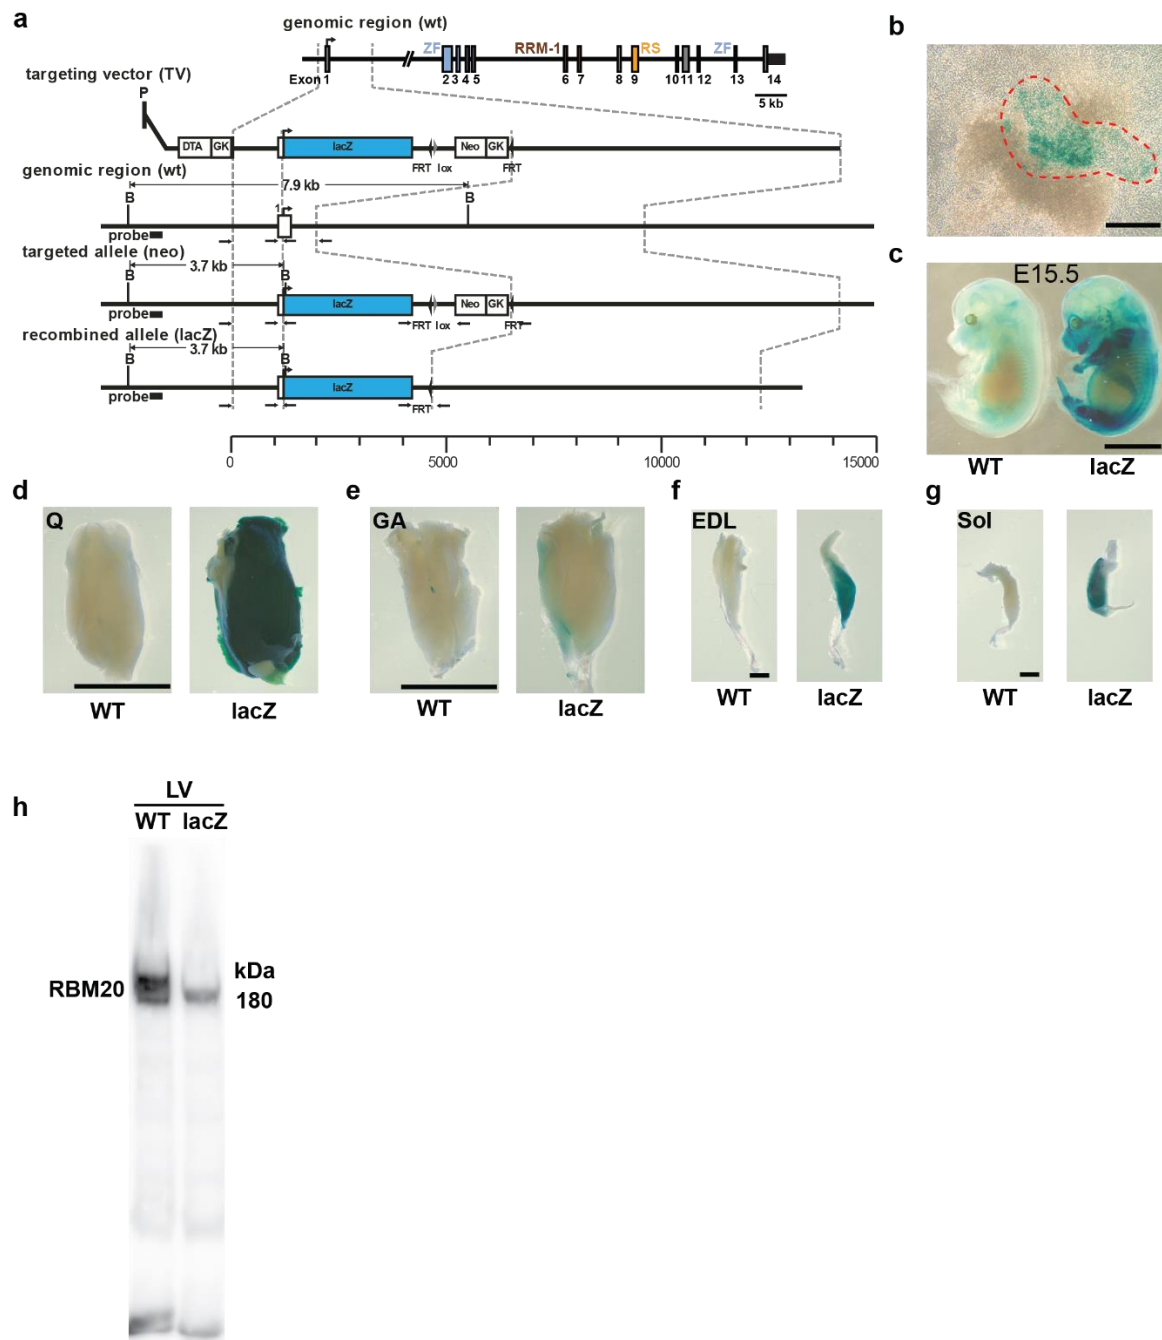 a
genomic region (wt)
ZF RRM-1 RS ZF
Exon 1 2 3 4 5 6 7 8 9 10 11 12 13 14
5 kb
targeting vector (TV)
P
DTA GK lacZ FRT lox Neo GK FRT
genomic region (wt)
7.9 kb
B B
1
probe
targeted allele (neo)
3.7 kb
B B
lacZ Neo GK
probe FRT lox FRT
recombined allele (lacZ)
3.7 kb
B B
lacZ
probe FRT
0 5000 10000 15000
b
c
E15.5
WT lacZ
d
Q
WT lacZ
e
GA
WT lacZ
f
EDL
WT lacZ
g
Sol
WT lacZ
h
LV
WT lacZ
kDa
RBM20 180